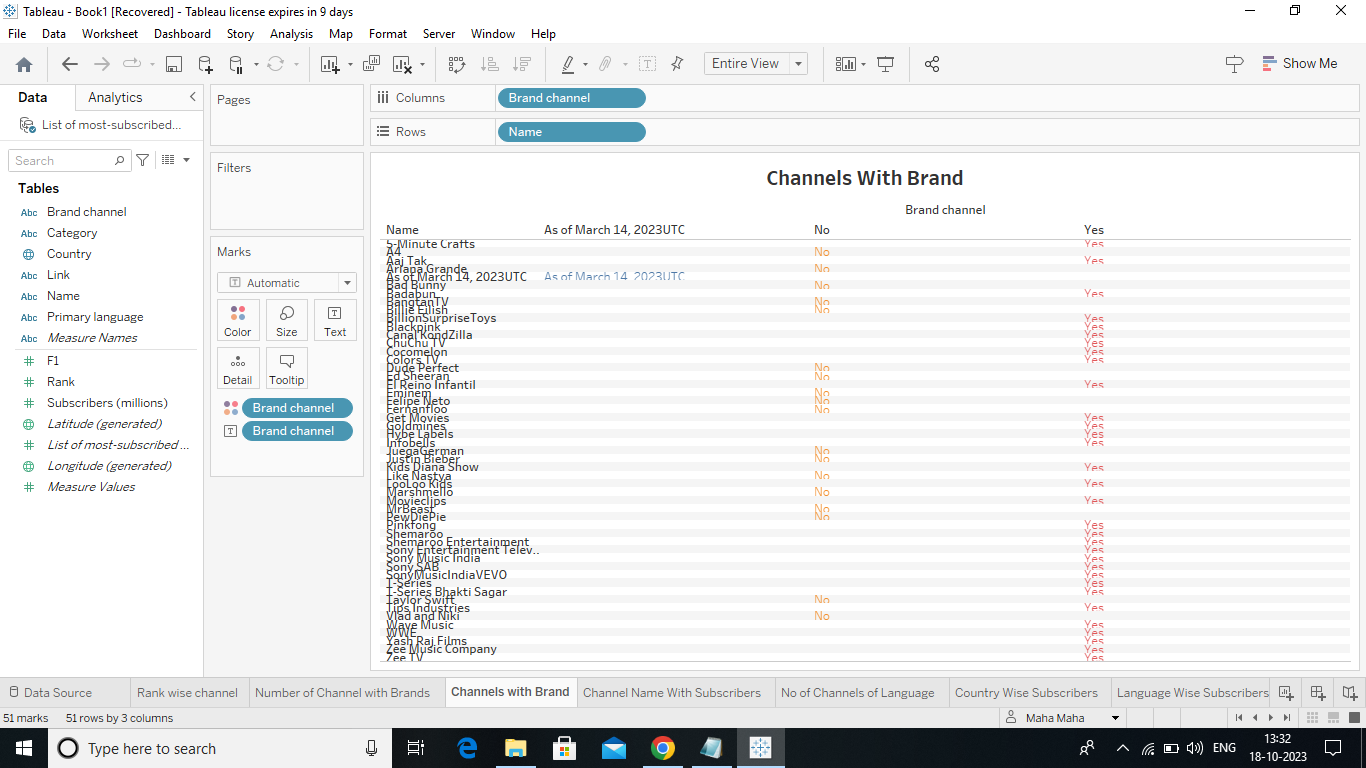 Tableau - Book1 [Recovered] - Tableau license expires in 9 days
File Data Worksheet Dashboard Story Analysis Map Format Server Window Help
Entire View
Show Me
Data Analytics
List of most-subscribed...
Search
Tables
Abc Brand channel
Abc Category
Country
Abc Link
Abc Name
Abc Primary language
Abc Measure Names
# F1
# Rank
# Subscribers (millions)
Latitude (generated)
# List of most-subscribed ...
Longitude (generated)
# Measure Values
Pages
Filters
Marks
T Automatic
Color Size Text
Detail Tooltip
Brand channel
T Brand channel
Columns Brand channel
Rows Name
Channels With Brand
Brand channel
Name As of March 14, 2023UTC No Yes
5-Minute Crafts Yes
A4 No
Aaj Tak Yes
Ariana Grande No
As of March 14, 2023UTC As of March 14, 2023UTC
Bad Bunny No
Badabun Yes
BangtanTV No
Billie Eilish No
BillionSurpriseToys Yes
Blackpink Yes
Canal KondZilla Yes
ChuChu TV Yes
Cocomelon Yes
Colors TV Yes
Dude Perfect No
Ed Sheeran No
El Reino Infantil Yes
Eminem No
Felipe Neto No
Fernanfloo No
Get Movies Yes
Goldmines Yes
Hybe Labels Yes
Infobells Yes
JuegaGerman No
Justin Bieber No
Kids Diana Show Yes
Like Nastya No
LooLoo Kids Yes
Marshmello No
Movieclips Yes
MrBeast No
PewDiePie No
Pinkfong Yes
Shemaroo Yes
Shemaroo Entertainment Yes
Sony Entertainment Telev.. Yes
Sony Music India Yes
Sony SAB Yes
SonyMusicIndiaVEVO Yes
T-Series Yes
T-Series Bhakti Sagar Yes
Taylor Swift No
Tips Industries Yes
Vlad and Niki No
Wave Music Yes
WWE Yes
Yash Raj Films Yes
Zee Music Company Yes
Zee TV Yes
Data Source Rank wise channel Number of Channel with Brands Channels with Brand Channel Name With Subscribers No of Channels of Language Country Wise Subscribers Language Wise Subscribers
51 marks 51 rows by 3 columns Maha Maha
Type here to search
ENG
13:32
18-10-2023